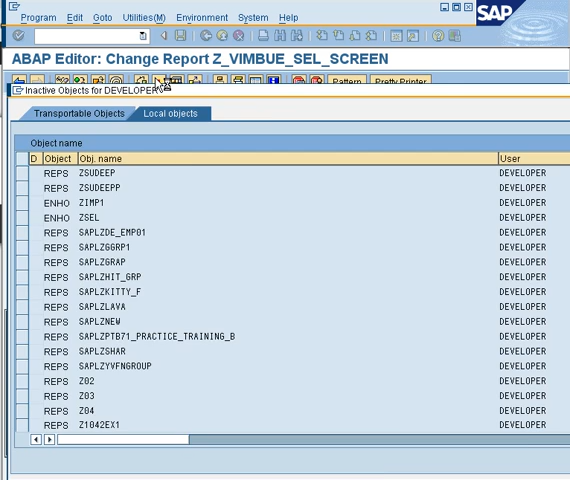 Program Edit Goto Utilities(M) Environment System Help
SAP
ABAP Editor: Change Report Z_VIMBUE_SEL_SCREEN
Pattern Pretty Printer
Inactive Objects for DEVELOPER
Transportable Objects Local objects
Object name
D Object Obj. name User
REPS ZSUDEEP DEVELOPER
REPS ZSUDEEPP DEVELOPER
ENHO ZIMP1 DEVELOPER
ENHO ZSEL DEVELOPER
REPS SAPLZDE_EMP01 DEVELOPER
REPS SAPLZGGRP1 DEVELOPER
REPS SAPLZGRAP DEVELOPER
REPS SAPLZHIT_GRP DEVELOPER
REPS SAPLZKITTY_F DEVELOPER
REPS SAPLZLAVA DEVELOPER
REPS SAPLZNEW DEVELOPER
REPS SAPLZPTB71_PRACTICE_TRAINING_B DEVELOPER
REPS SAPLZSHAR DEVELOPER
REPS SAPLZYVFNGROUP DEVELOPER
REPS Z02 DEVELOPER
REPS Z03 DEVELOPER
REPS Z04 DEVELOPER
REPS Z1042EX1 DEVELOPER